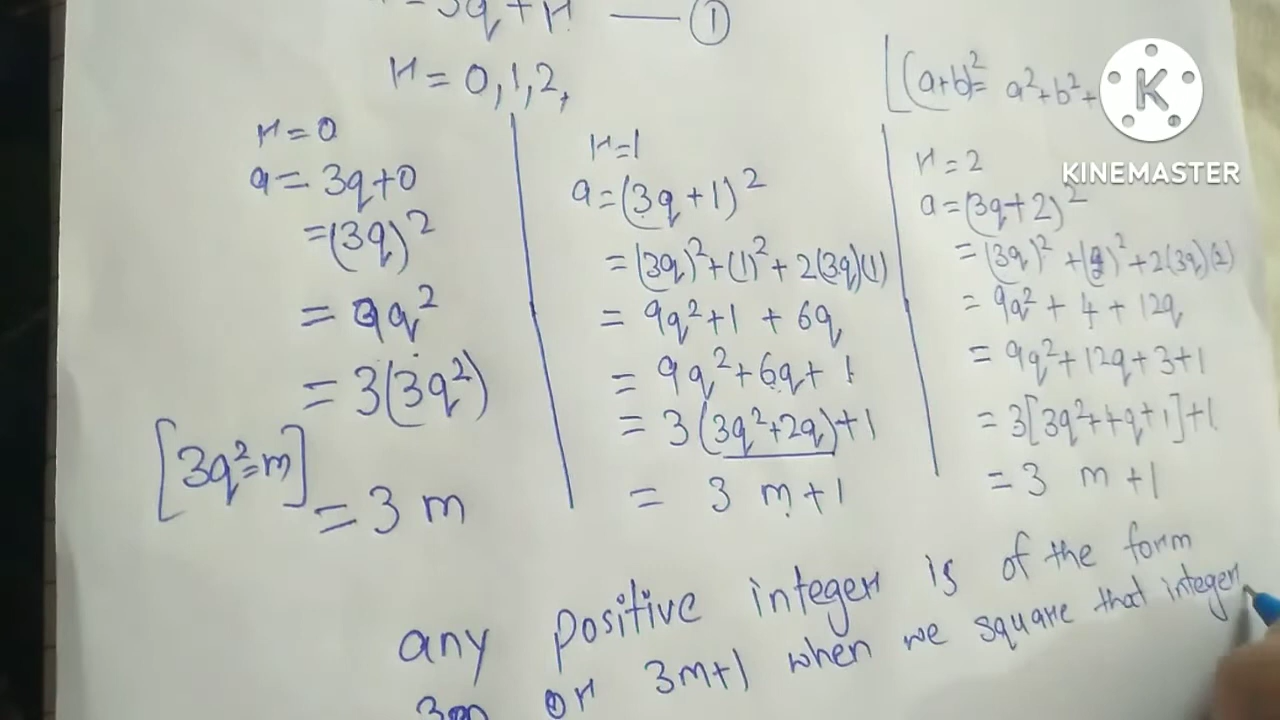 = 3q + r — ①
r = 0, 1, 2,
[(a+b)² = a² + b² +
KINEMASTER
r = 0
a = 3q+0
= (3q)²
= 9q²
= 3(3q²)
[3q² = m]
= 3 m
r = 1
a = (3q + 1)²
= (3q)² + (1)² + 2(3q)(1)
= 9q² + 1 + 6q
= 9q² + 6q + 1
= 3(3q² + 2q) + 1
= 3 m + 1
r = 2
a = (3q + 2)²
= (3q)² + (2)² + 2(3q)(2)
= 9q² + 4 + 12q
= 9q² + 12q + 3 + 1
= 3[3q² + 4q + 1] + 1
= 3 m + 1
any positive integer is of the form
3m or 3m+1 when we square that integer